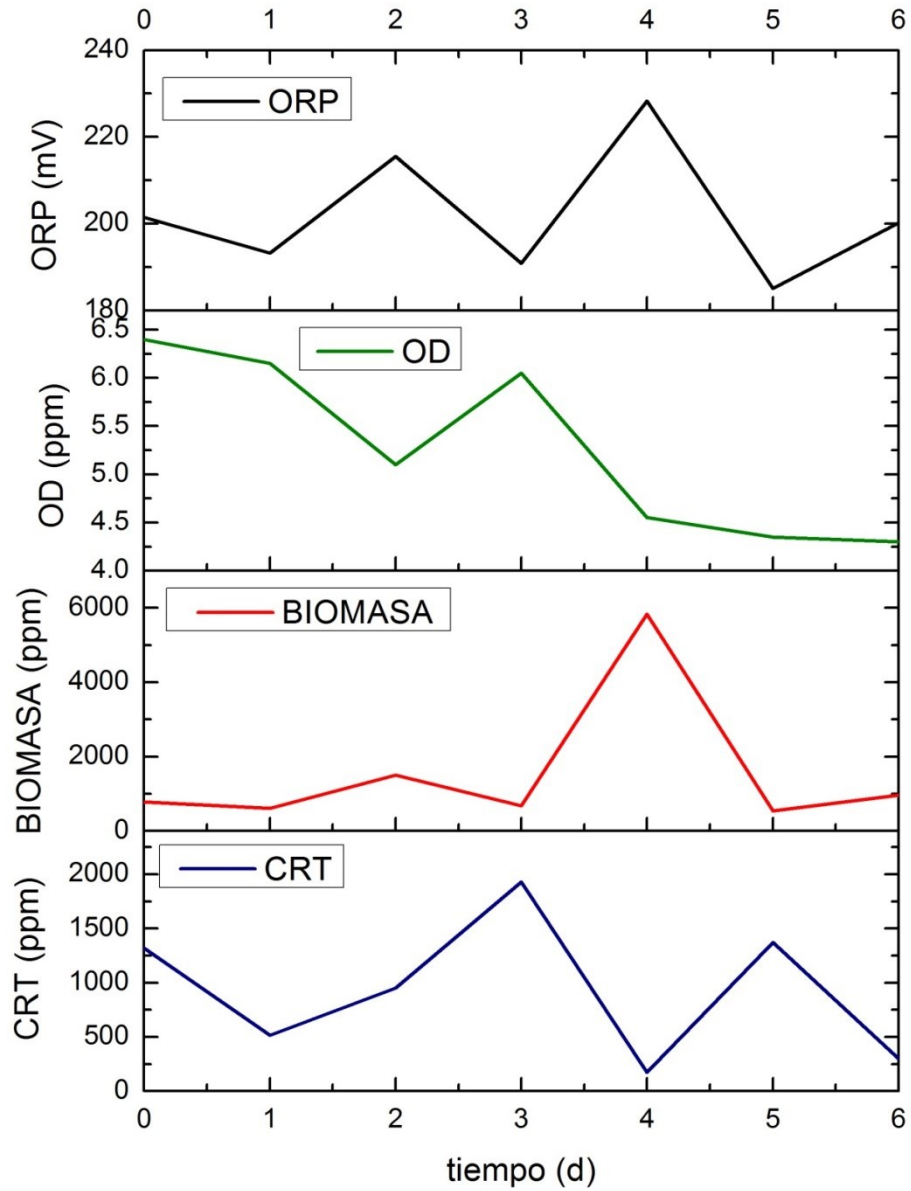 0 1 2 3 4 5 6
240
220
200
180
ORP (mV)
ORP
6.5
6.0
5.5
5.0
4.5
4.0
OD (ppm)
OD
6000
4000
2000
0
BIOMASA (ppm)
BIOMASA
2000
1500
1000
500
0
CRT (ppm)
CRT
0 1 2 3 4 5 6
tiempo (d)